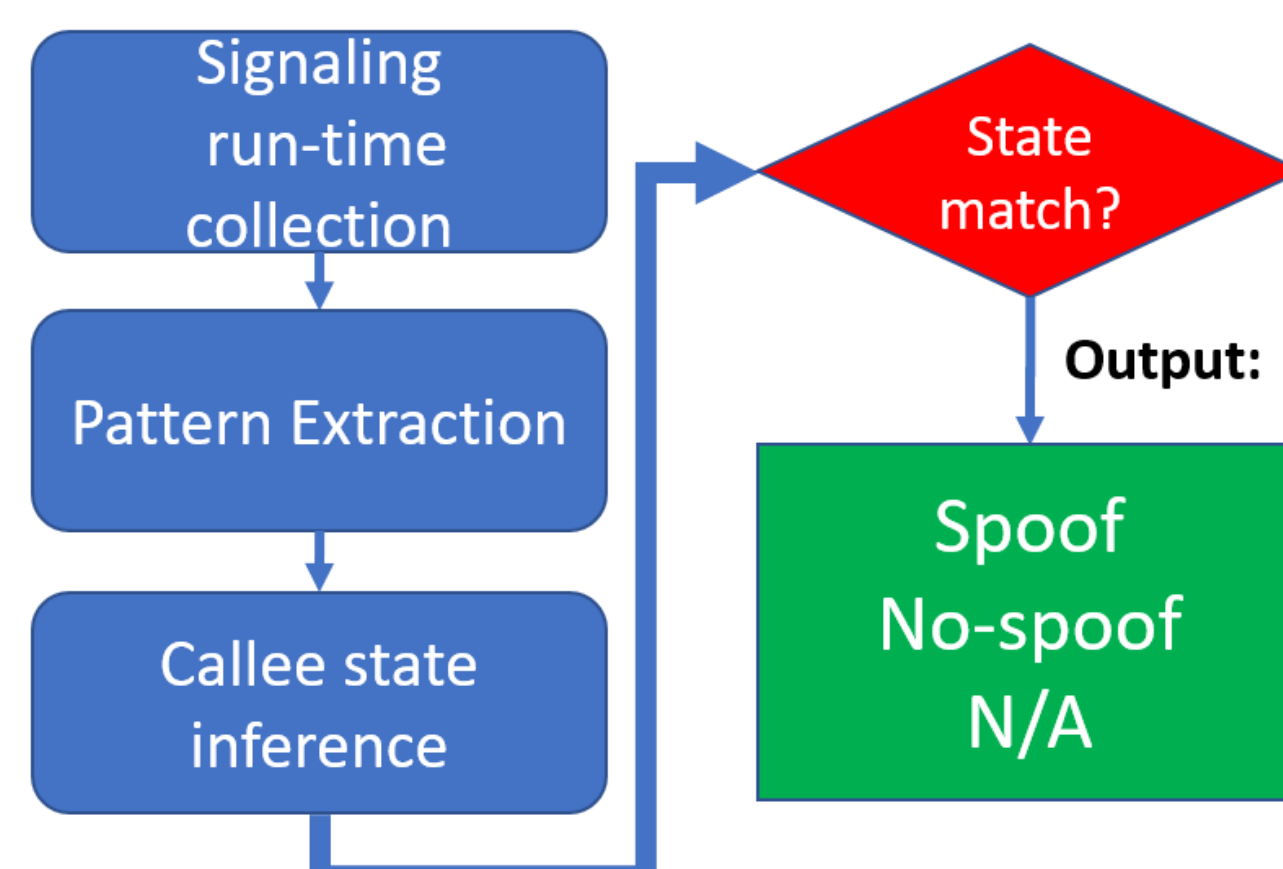 Signaling
run-time
collection
Pattern Extraction
Callee state
inference
State
match?
Output:
Spoof
No-spoof
N/A